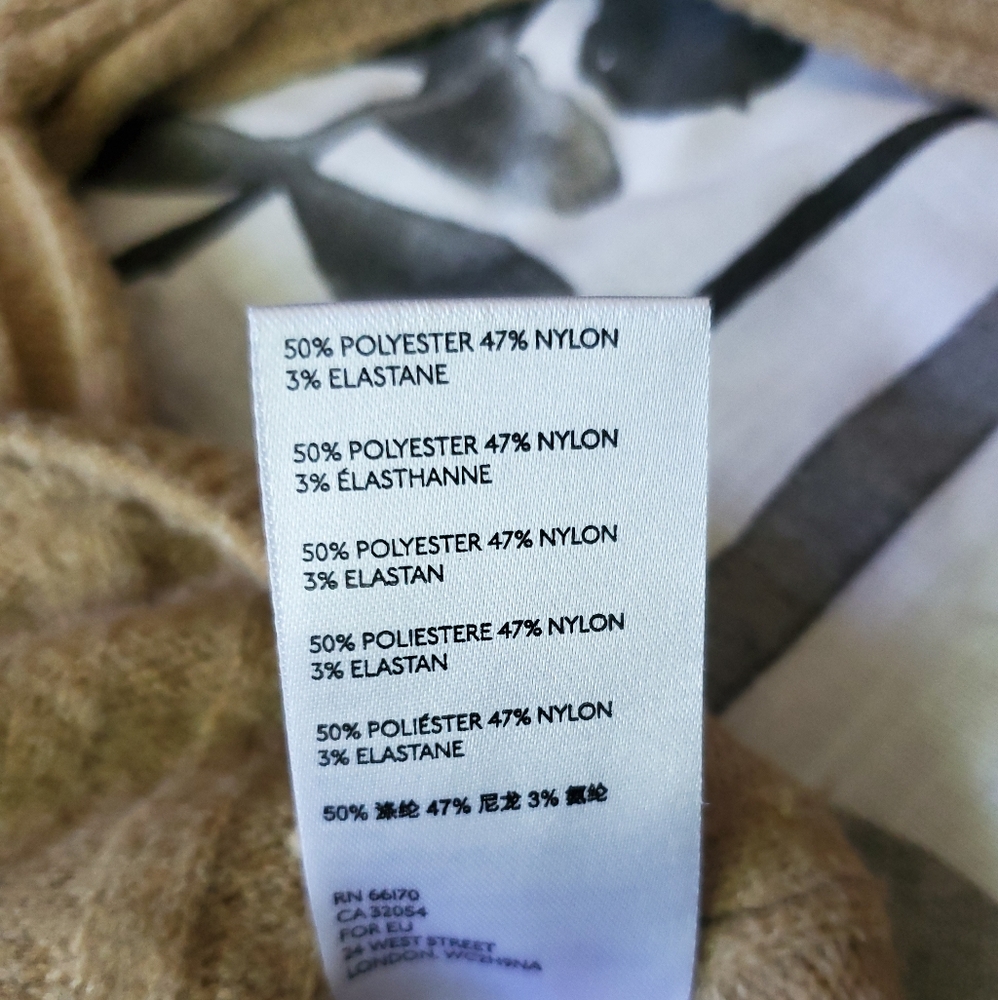 50% POLYESTER 47% NYLON
3% ELASTANE
50% POLYESTER 47% NYLON
3% ÉLASTHANNE
50% POLYESTER 47% NYLON
3% ELASTAN
50% POLIESTERE 47% NYLON
3% ELASTAN
50% POLIÉSTER 47% NYLON
3% ELASTANE
50% 涤纶 47% 尼龙 3% 氨纶
RN 66170
CA 32054
FOR EU
24 WEST STREET
LONDON. WC2H9NA